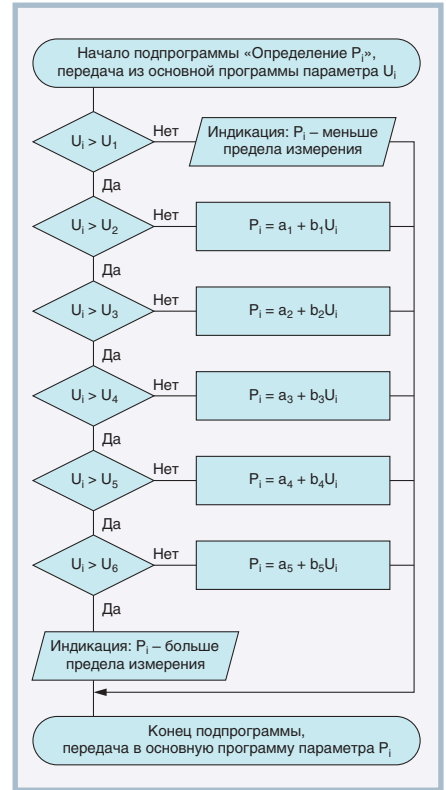 Начало подпрограммы «Определение Pi»,
передача из основной программы параметра Ui
Ui > U1
Нет
Индикация: Pi – меньше
предела измерения
Да
Ui > U2
Нет
Pi = a1 + b1Ui
Да
Ui > U3
Нет
Pi = a2 + b2Ui
Да
Ui > U4
Нет
Pi = a3 + b3Ui
Да
Ui > U5
Нет
Pi = a4 + b4Ui
Да
Ui > U6
Нет
Pi = a5 + b5Ui
Да
Индикация: Pi – больше
предела измерения
Конец подпрограммы,
передача в основную программу параметра Pi